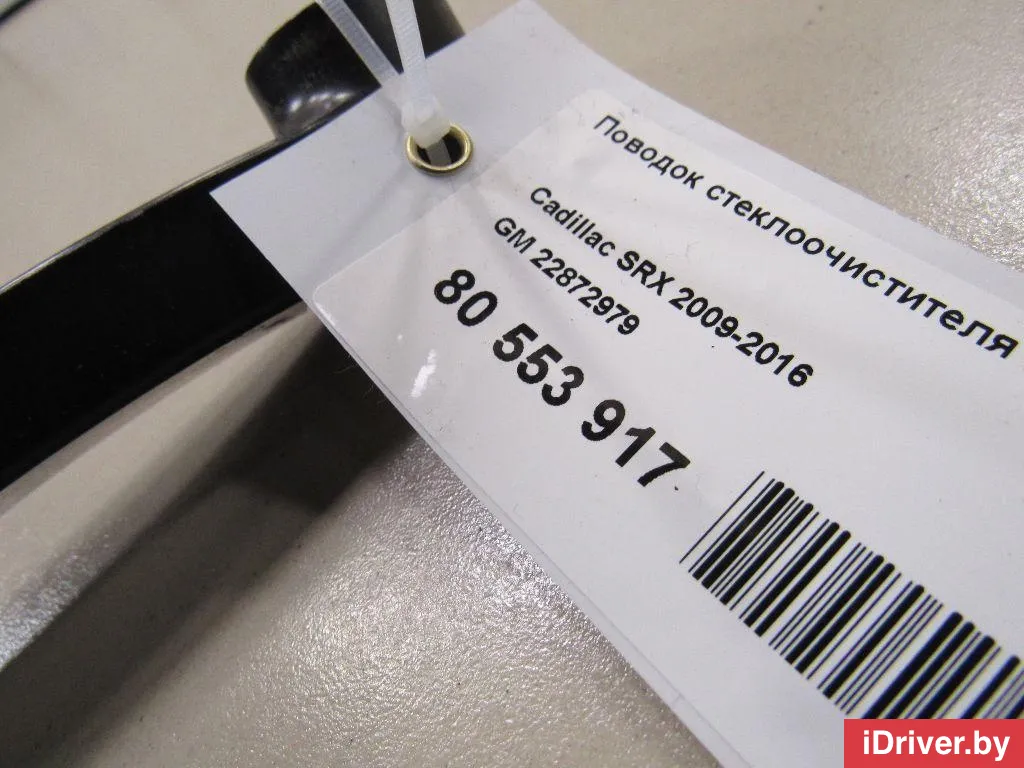 Поводок стеклоочистителя
Cadillac SRX 2009-2016
GM 22872979
80 553 917
iDriver.by